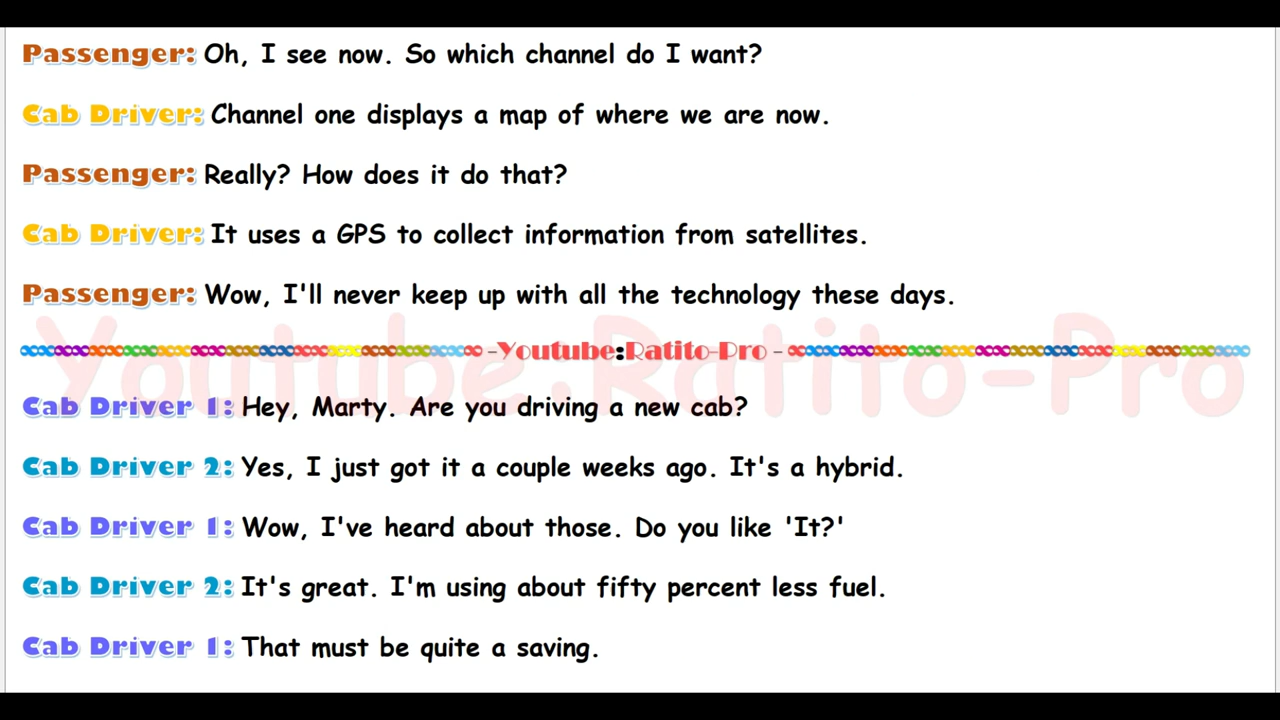 Passenger: Oh, I see now. So which channel do I want?
Cab Driver: Channel one displays a map of where we are now.
Passenger: Really? How does it do that?
Cab Driver: It uses a GPS to collect information from satellites.
Passenger: Wow, I'll never keep up with all the technology these days.
Youtube:Ratito-Pro
-Youtube:Ratito-Pro -
Cab Driver 1: Hey, Marty. Are you driving a new cab?
Cab Driver 2: Yes, I just got it a couple weeks ago. It's a hybrid.
Cab Driver 1: Wow, I've heard about those. Do you like 'It?'
Cab Driver 2: It's great. I'm using about fifty percent less fuel.
Cab Driver 1: That must be quite a saving.